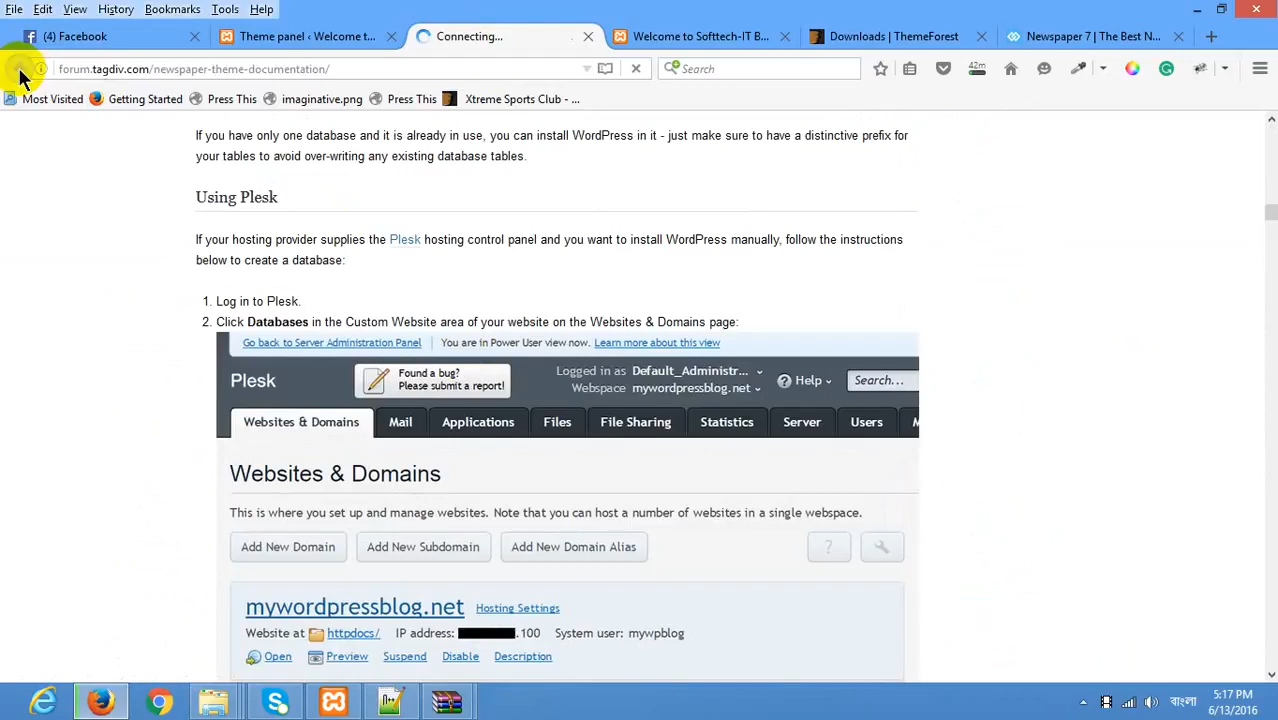 File Edit View History Bookmarks Tools Help
(4) Facebook
Theme panel ‹ Welcome t...
Connecting...
Welcome to Softtech-IT B...
Downloads | ThemeForest
Newspaper 7 | The Best N...
forum.tagdiv.com/newspaper-theme-documentation/
Search
42m
Most Visited
Getting Started
Press This
imaginative.png
Press This
Xtreme Sports Club - ...
If you have only one database and it is already in use, you can install WordPress in it - just make sure to have a distinctive prefix for
your tables to avoid over-writing any existing database tables.
Using Plesk
If your hosting provider supplies the Plesk hosting control panel and you want to install WordPress manually, follow the instructions
below to create a database:
1. Log in to Plesk.
2. Click Databases in the Custom Website area of your website on the Websites & Domains page:
Go back to Server Administration Panel
You are in Power User view now. Learn more about this view
Plesk
Found a bug?
Please submit a report!
Logged in as Default_Administr...
Webspace mywordpressblog.net
Help
Search...
Websites & Domains
Mail
Applications
Files
File Sharing
Statistics
Server
Users
Websites & Domains
This is where you set up and manage websites. Note that you can host a number of websites in a single webspace.
Add New Domain
Add New Subdomain
Add New Domain Alias
?
mywordpressblog.net Hosting Settings
Website at httpdocs/ IP address: .100 System user: mywpblog
Open Preview Suspend Disable Description
বাংলা
5:17 PM
6/13/2016